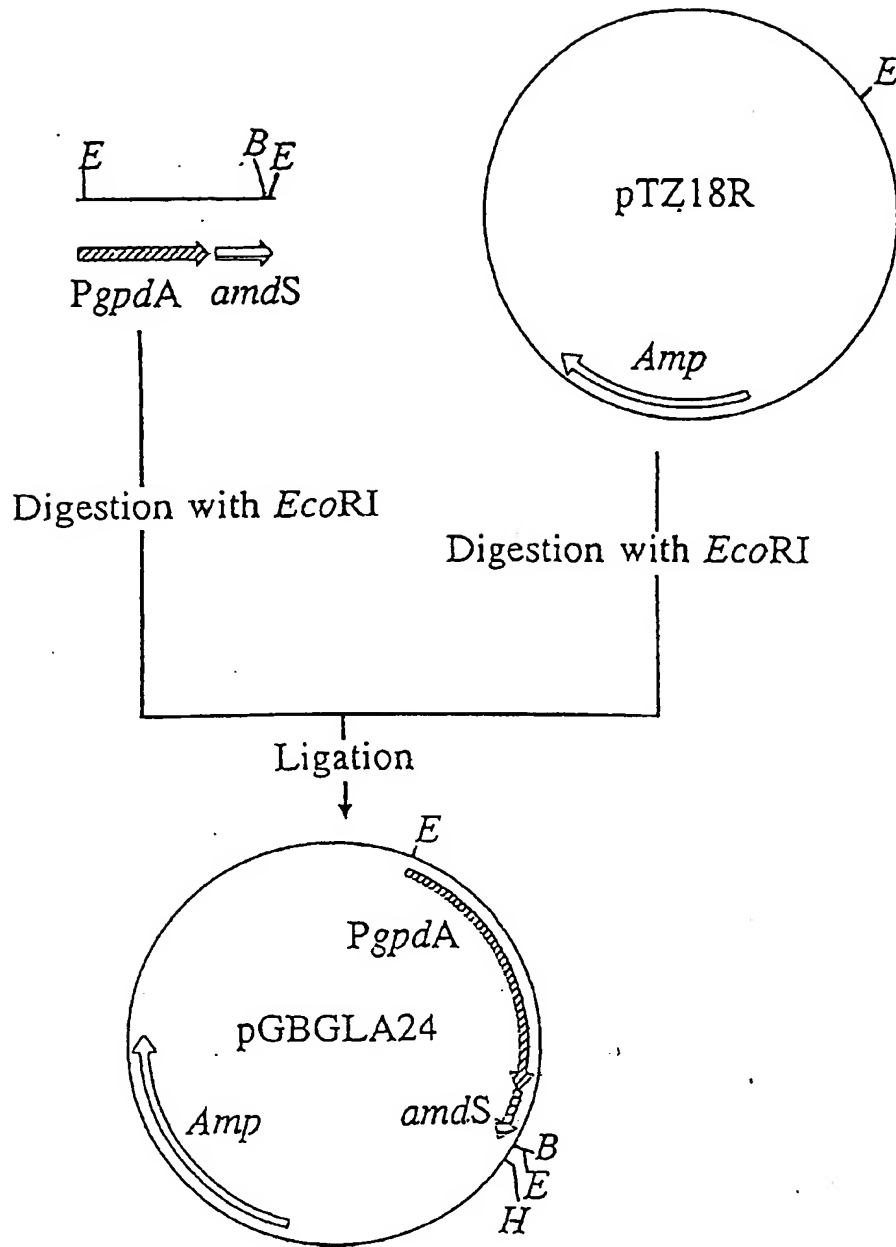 E
B E
E
pTZ18R
PgpdA amdS
Amp
Digestion with EcoRI
Digestion with EcoRI
Ligation
E
PgpdA
pGBGLA24
amdS
Amp
B
E
H